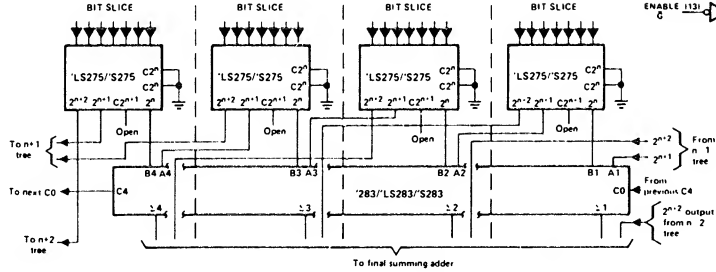 BIT SLICE BIT SLICE BIT SLICE BIT SLICE
ENABLE (13)
G
'LS275/'S275 'LS275/'S275 'LS275/'S275 'LS275/'S275
C2ⁿ C2ⁿ C2ⁿ C2ⁿ
C2ⁿ C2ⁿ C2ⁿ C2ⁿ
2ⁿ⁺² 2ⁿ⁺¹ C2ⁿ⁺¹ 2ⁿ 2ⁿ⁺² 2ⁿ⁺¹ C2ⁿ⁺¹ 2ⁿ 2ⁿ⁺² 2ⁿ⁺¹ C2ⁿ⁺¹ 2ⁿ 2ⁿ⁺² 2ⁿ⁺¹ C2ⁿ⁺¹ 2ⁿ
Open Open Open Open
To n+1
tree
2ⁿ⁺²
2ⁿ⁺¹
From
n 1
tree
B4 A4 B3 A3 B2 A2 B1 A1
To next C0
C4
'283/'LS283/'S283
C0
From
previous C4
Σ4 Σ3 Σ2 Σ1
2ⁿ⁺² output
from n-2
tree
To n+2
tree
To final summing adder